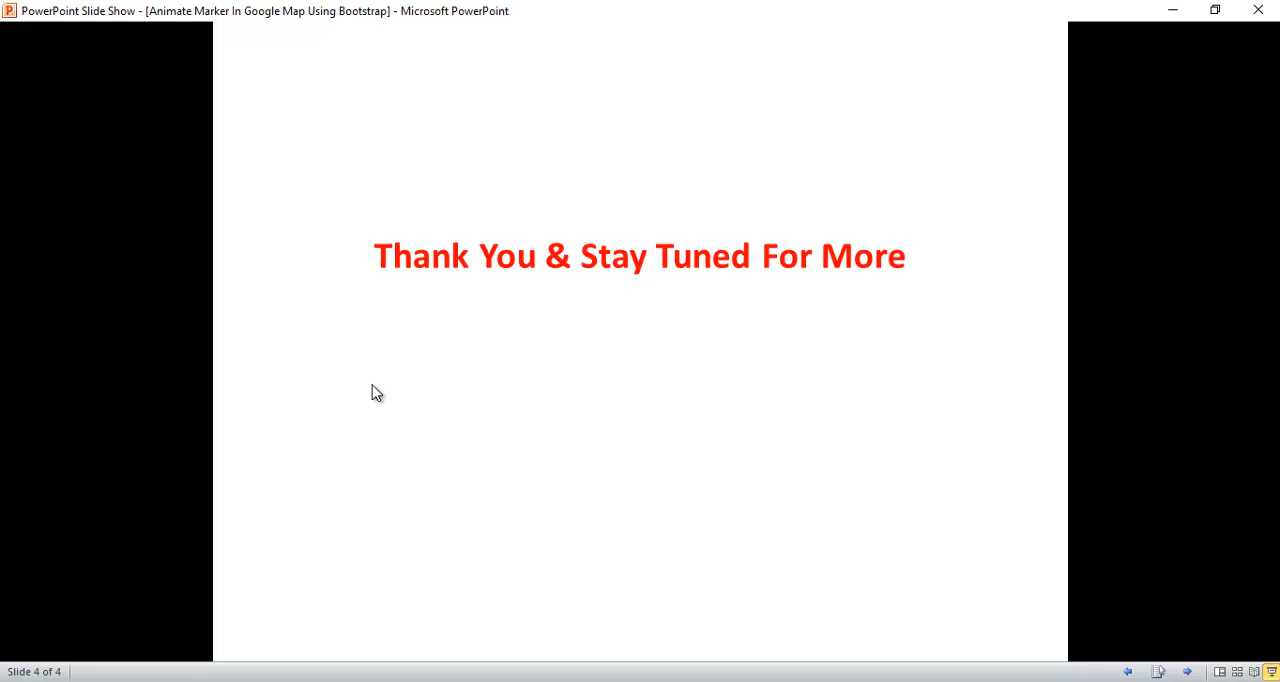 PowerPoint Slide Show - [Animate Marker In Google Map Using Bootstrap] - Microsoft PowerPoint
Thank You & Stay Tuned For More
Slide 4 of 4